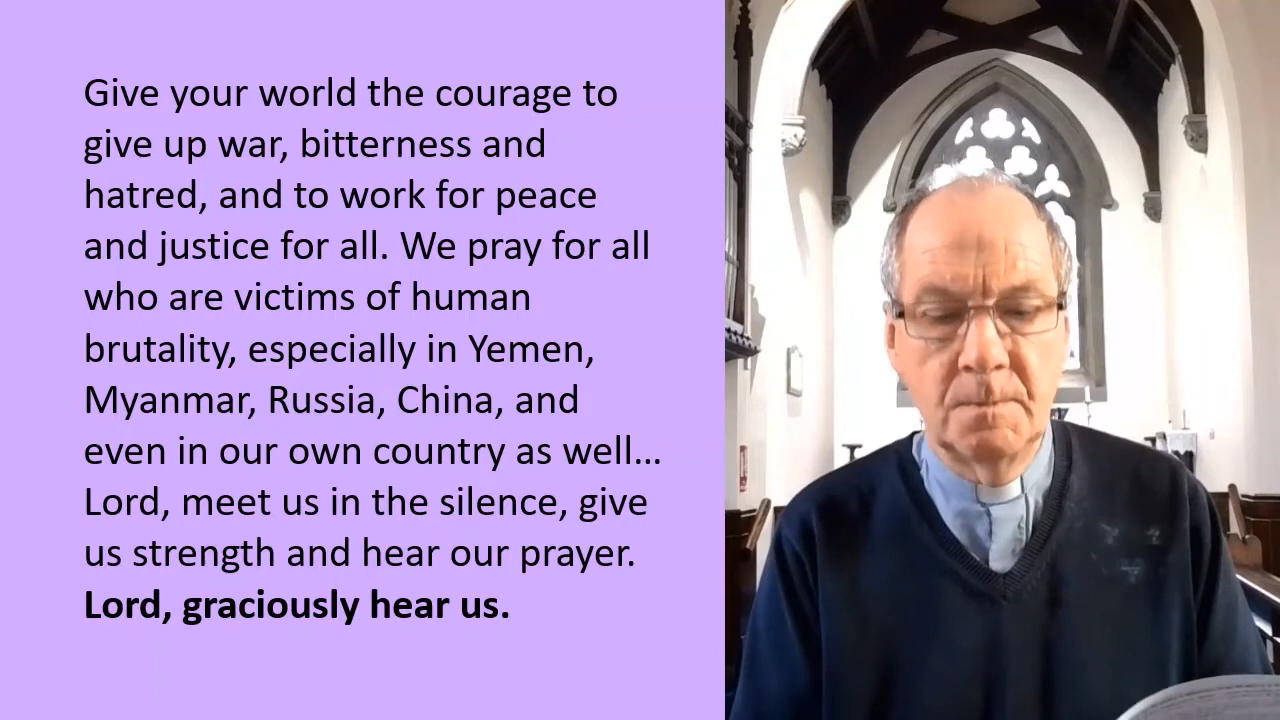 Give your world the courage to
give up war, bitterness and
hatred, and to work for peace
and justice for all. We pray for all
who are victims of human
brutality, especially in Yemen,
Myanmar, Russia, China, and
even in our own country as well…
Lord, meet us in the silence, give
us strength and hear our prayer.
Lord, graciously hear us.